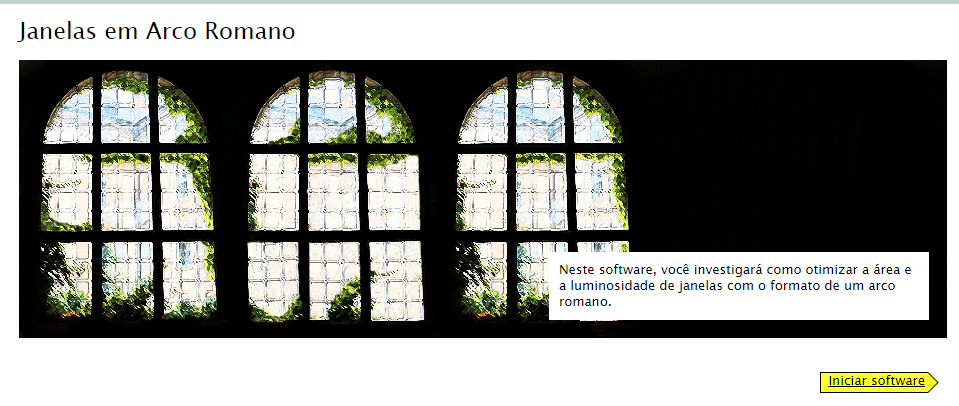 Janelas em Arco Romano
Neste software, você investigará como otimizar a área e
a luminosidade de janelas com o formato de um arco
romano.
Iniciar software